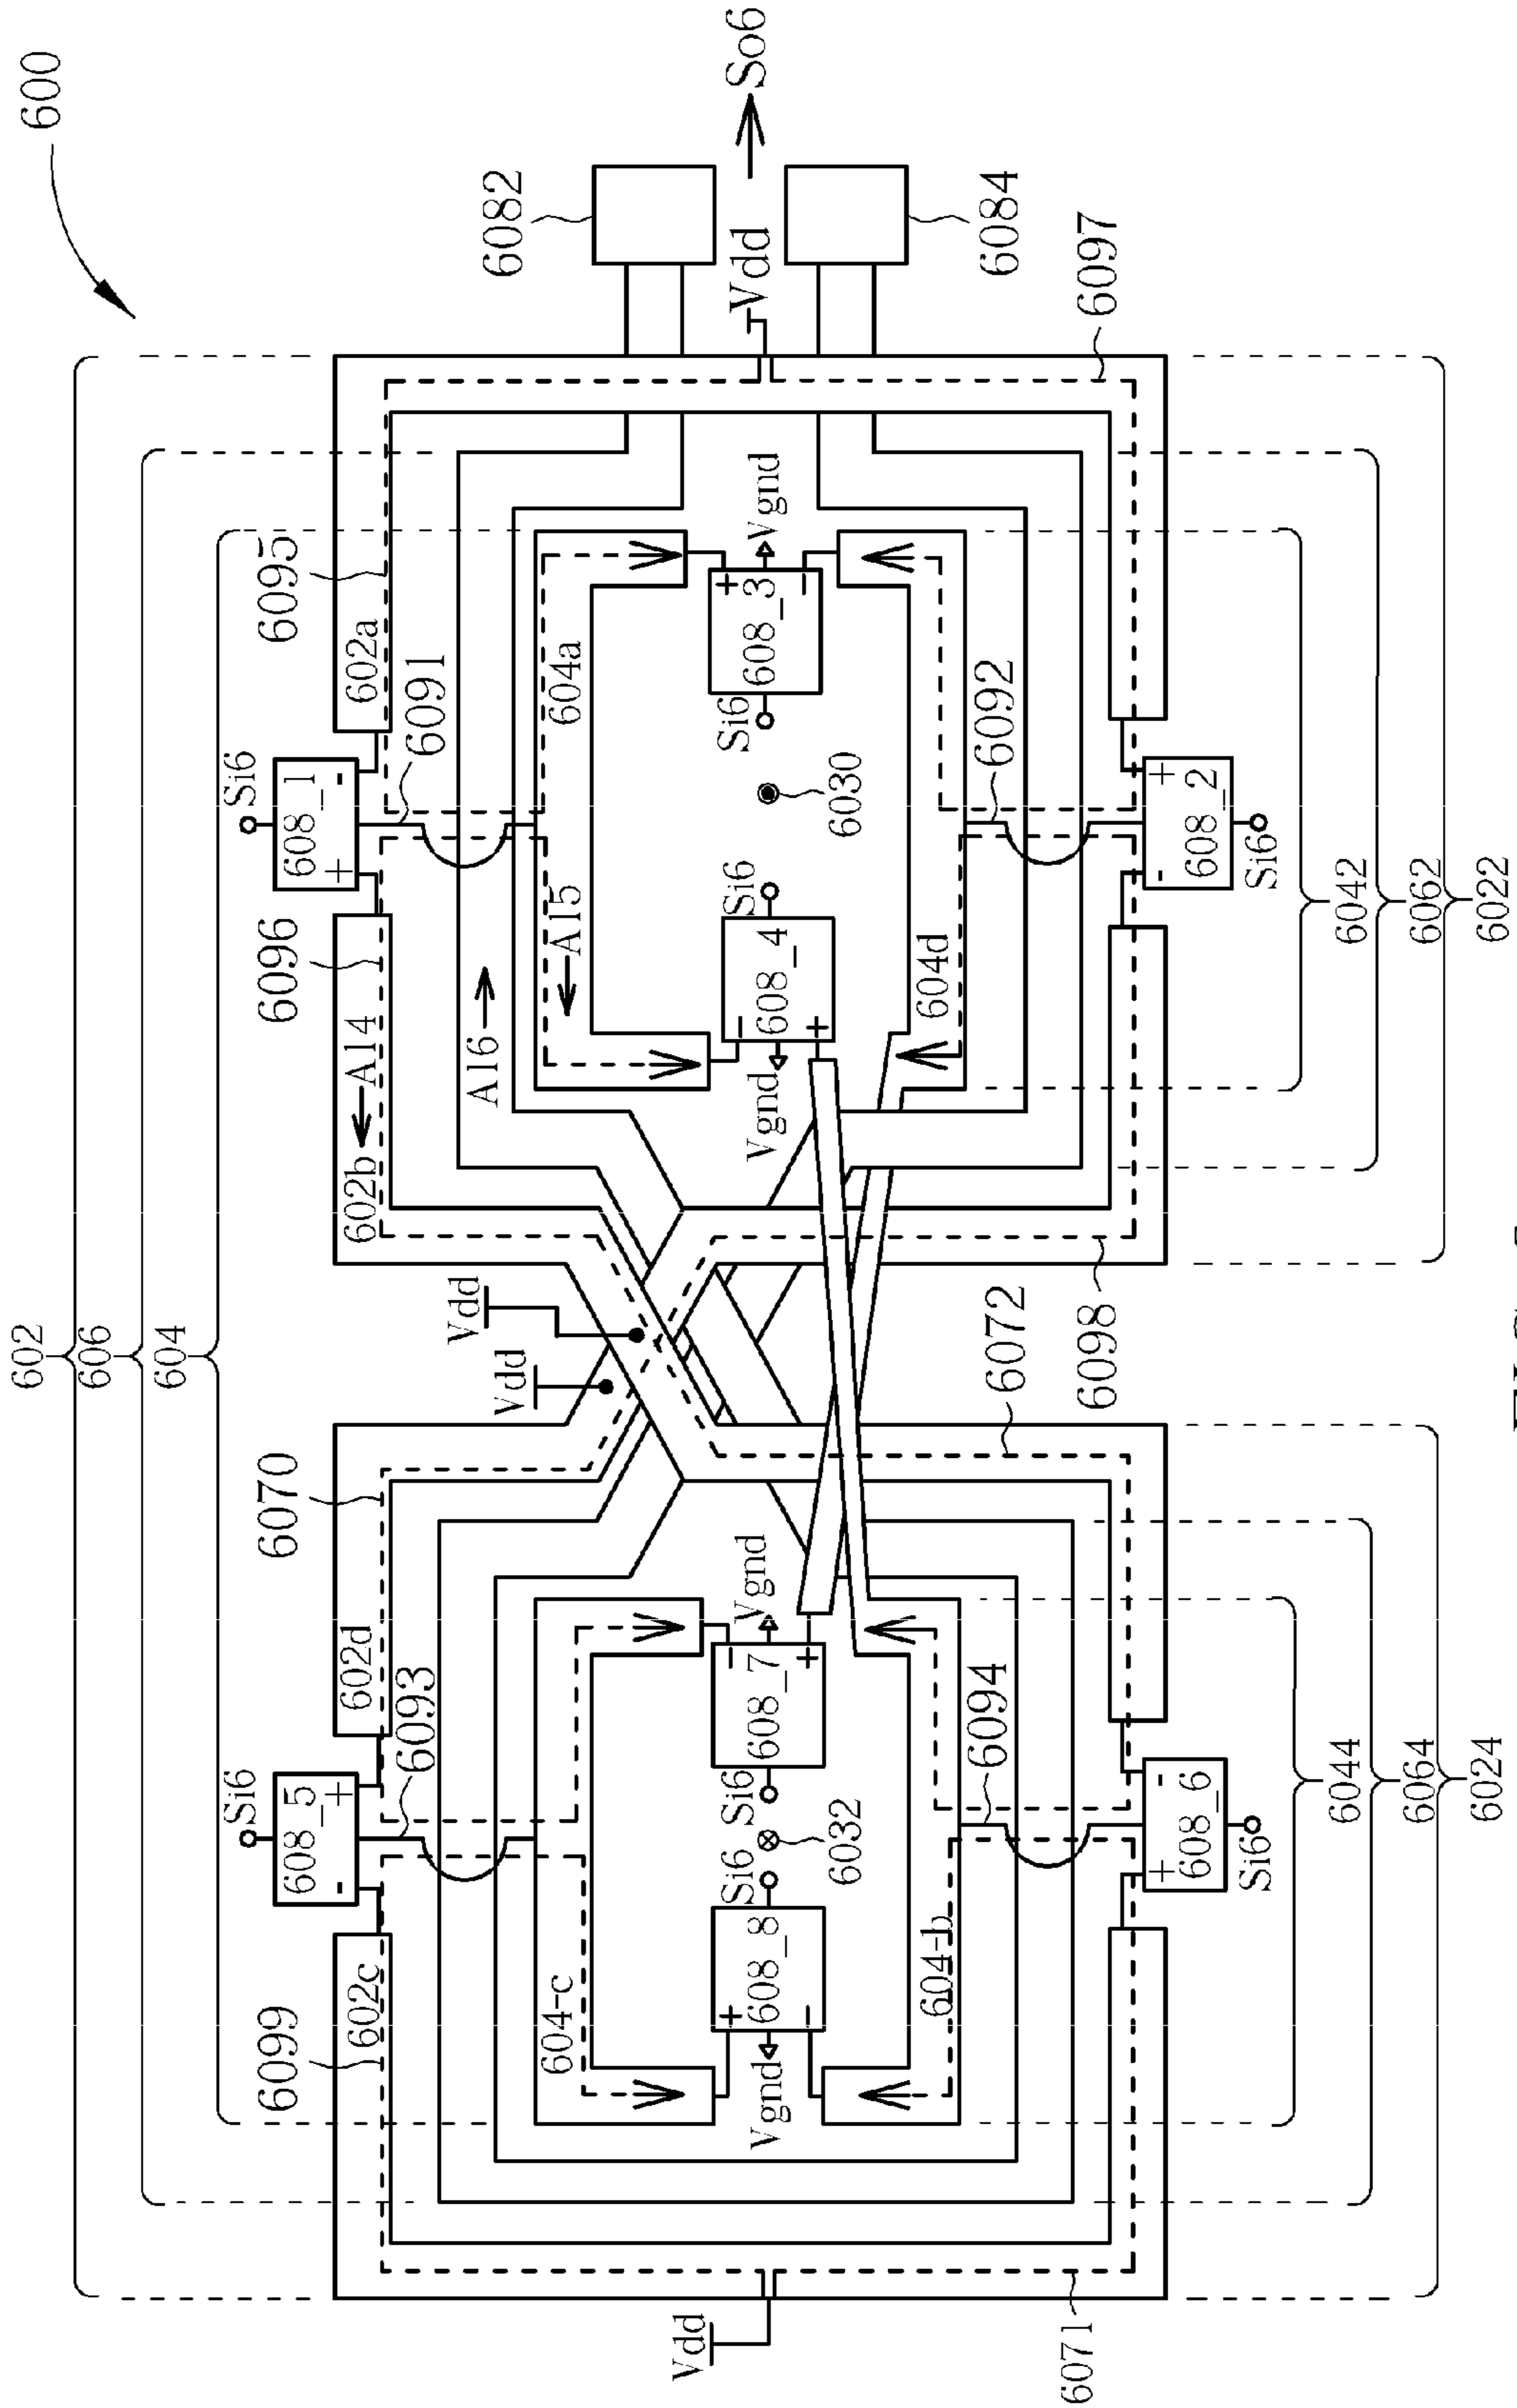 600
602
606
604
So6
6082
Vdd
6084
6097
6095
602a
6091
Si6
608_1
+
-
6096
A14
602b
A16
A15
604a
+
608_3
-
Vgnd
Si6
6030
Si6
-
608_4
+
Vgnd
604d
6092
+
608_2
-
Si6
6042
6062
6022
Vdd
Vdd
6070
6072
6098
602d
6093
Si6
608_5
+
-
602c
6099
604-c
-
608_7
+
Vgnd
Si6
6032
Si6
+
608_8
-
Vgnd
604-b
6094
-
608_6
+
Si6
6044
6064
6024
Vdd
6071